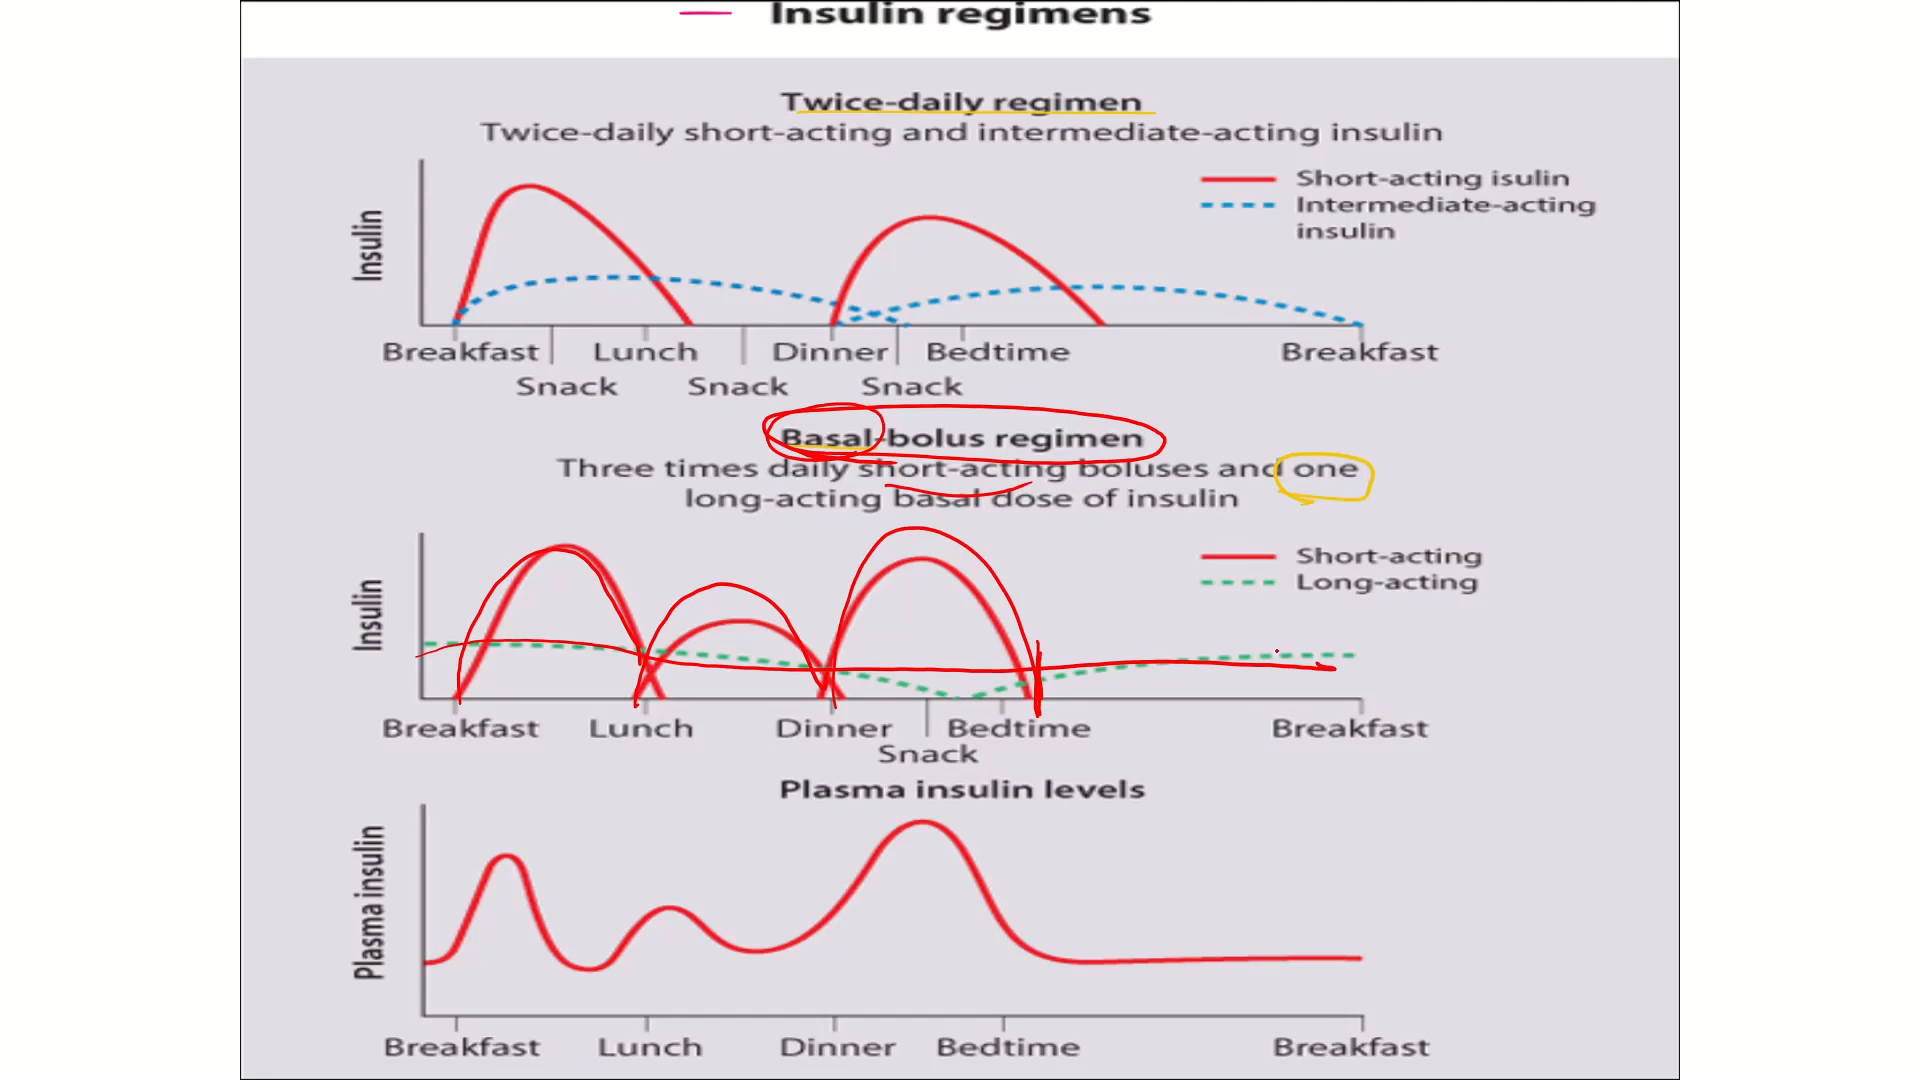 Insulin regimens
Twice-daily regimen
Twice-daily short-acting and intermediate-acting insulin
Insulin
Short-acting isulin
Intermediate-acting
insulin
Breakfast
Lunch
Dinner
Bedtime
Breakfast
Snack
Snack
Snack
Basal-bolus regimen
Three times daily short-acting boluses and one
long-acting basal dose of insulin
Insulin
Short-acting
Long-acting
Breakfast
Lunch
Dinner
Bedtime
Breakfast
Snack
Plasma insulin levels
Plasma insulin
Breakfast
Lunch
Dinner
Bedtime
Breakfast